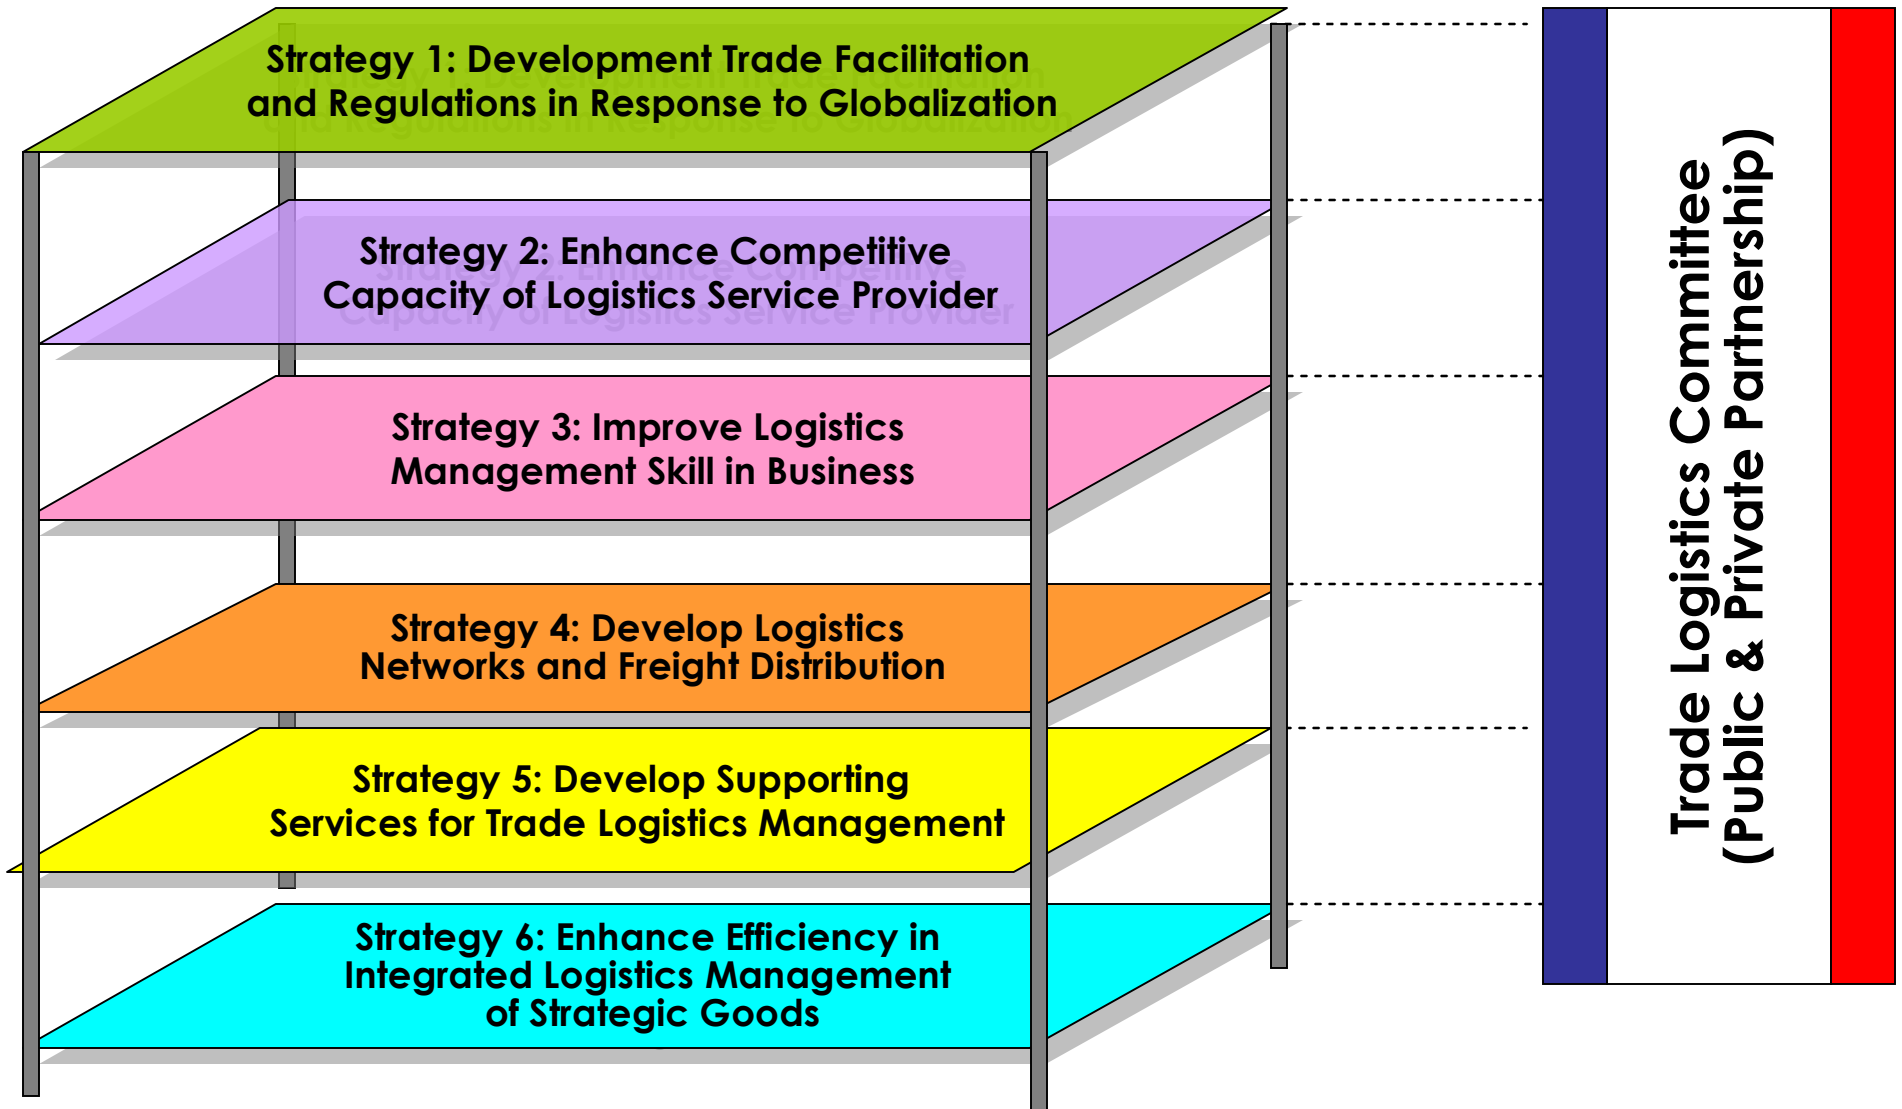 Strategy 1: Development Trade Facilitation
and Regulations in Response to Globalization
Strategy 2: Enhance Competitive
Capacity of Logistics Service Provider
Strategy 3: Improve Logistics
Management Skill in Business
Strategy 4: Develop Logistics
Networks and Freight Distribution
Strategy 5: Develop Supporting
Services for Trade Logistics Management
Strategy 6: Enhance Efficiency in
Integrated Logistics Management
of Strategic Goods
Trade Logistics Committee
(Public & Private Partnership)